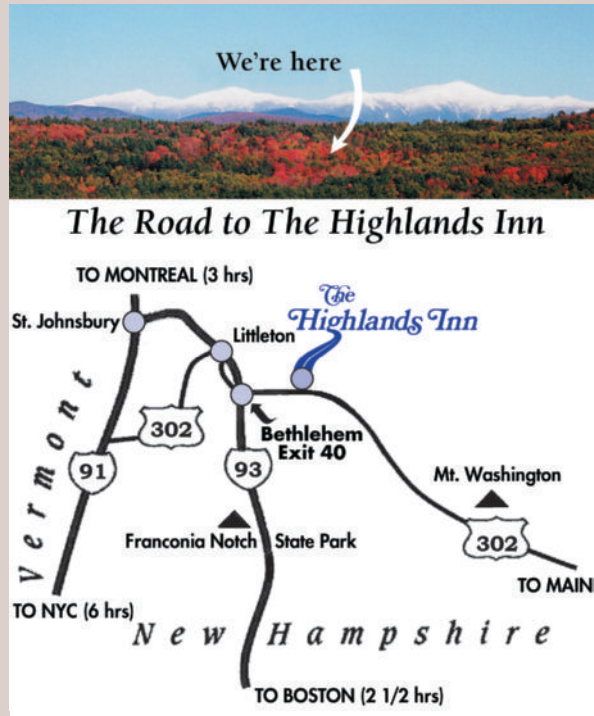 We're here
The Road to The Highlands Inn
TO MONTREAL (3 hrs)
The
Highlands Inn
St. Johnsbury
Littleton
302
Bethlehem
Exit 40
Vermont
91
93
Mt. Washington
Franconia Notch State Park
302
TO MAIN
TO NYC (6 hrs)
New Hampshire
TO BOSTON (2 1/2 hrs)